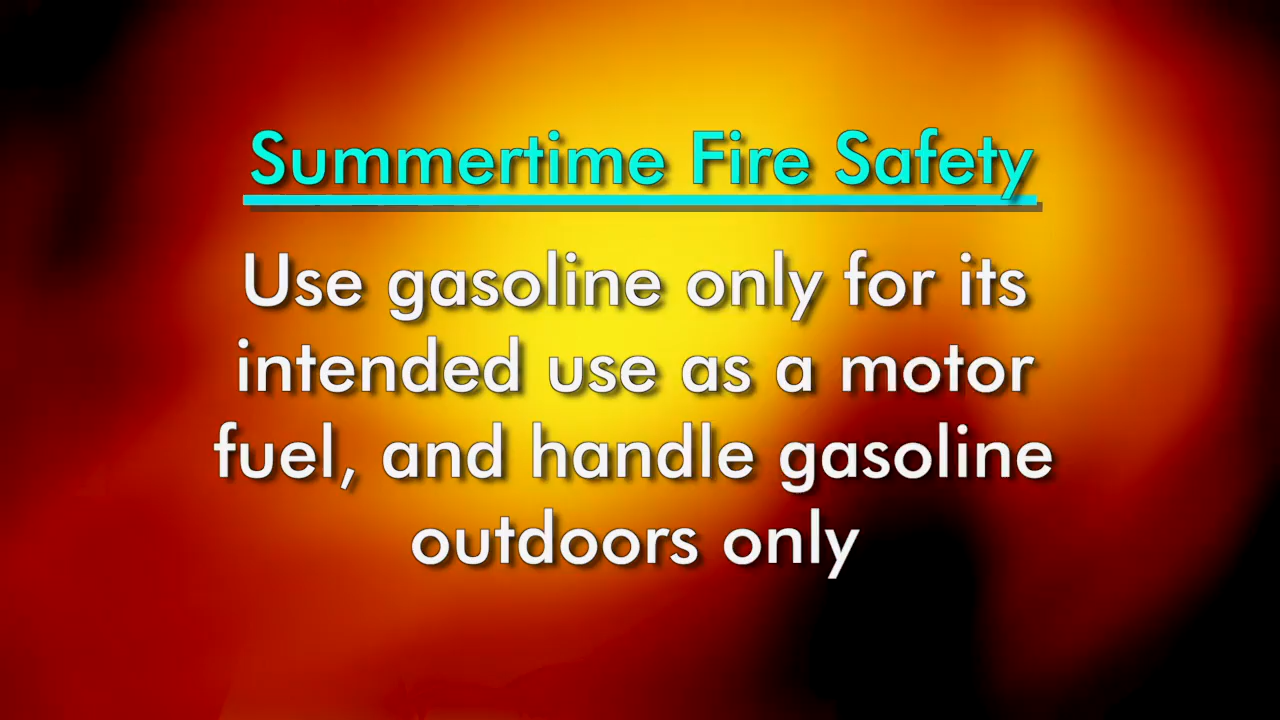 Summertime Fire Safety
Use gasoline only for its
intended use as a motor
fuel, and handle gasoline
outdoors only